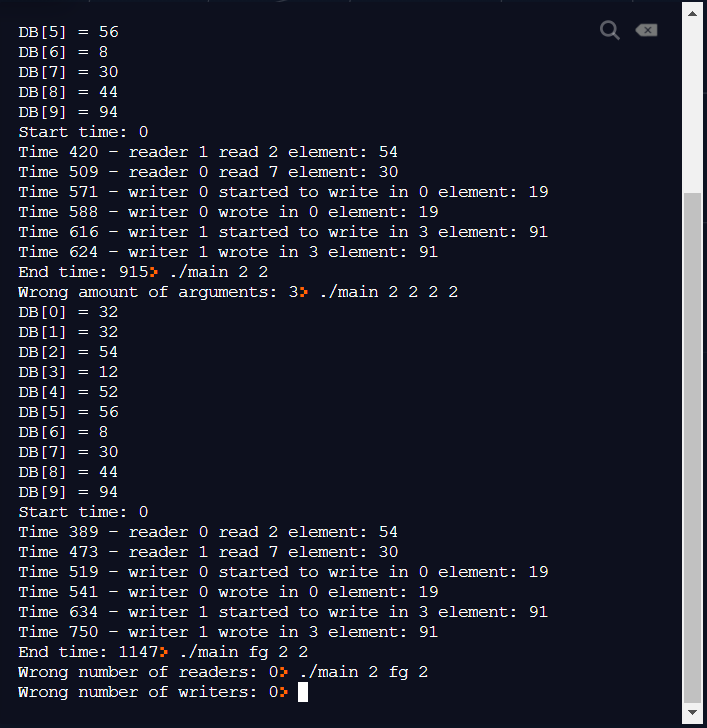 DB[5] = 56
DB[6] = 8
DB[7] = 30
DB[8] = 44
DB[9] = 94
Start time: 0
Time 420 - reader 1 read 2 element: 54
Time 509 - reader 0 read 7 element: 30
Time 571 - writer 0 started to write in 0 element: 19
Time 588 - writer 0 wrote in 0 element: 19
Time 616 - writer 1 started to write in 3 element: 91
Time 624 - writer 1 wrote in 3 element: 91
End time: 915> ./main 2 2
Wrong amount of arguments: 3> ./main 2 2 2 2
DB[0] = 32
DB[1] = 32
DB[2] = 54
DB[3] = 12
DB[4] = 52
DB[5] = 56
DB[6] = 8
DB[7] = 30
DB[8] = 44
DB[9] = 94
Start time: 0
Time 389 - reader 0 read 2 element: 54
Time 473 - reader 1 read 7 element: 30
Time 519 - writer 0 started to write in 0 element: 19
Time 541 - writer 0 wrote in 0 element: 19
Time 634 - writer 1 started to write in 3 element: 91
Time 750 - writer 1 wrote in 3 element: 91
End time: 1147> ./main fg 2 2
Wrong number of readers: 0> ./main 2 fg 2
Wrong number of writers: 0>